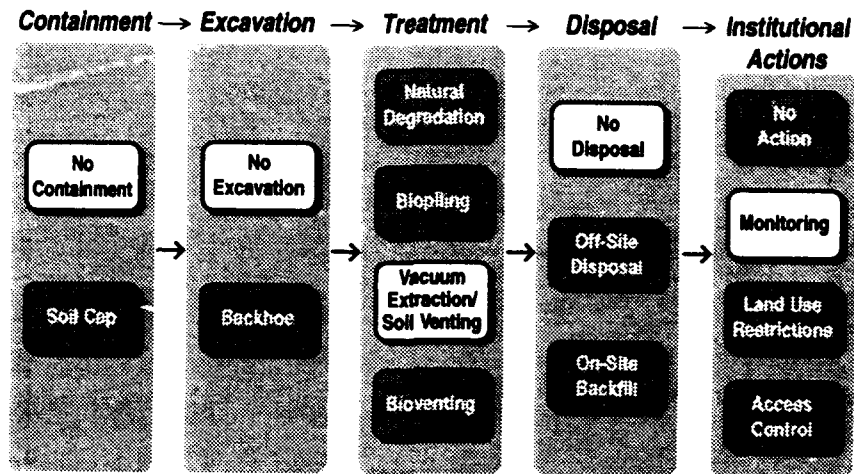 Containment → Excavation → Treatment → Disposal → Institutional
Actions
No
Containment
Soil Cap
No
Excavation
Backhoe
Natural
Degradation
Biopiling
Vacuum
Extraction/
Soil Venting
Bioventing
No
Disposal
Off-Site
Disposal
On-Site
Backfill
No
Action
Monitoring
Land Use
Restrictions
Access
Control